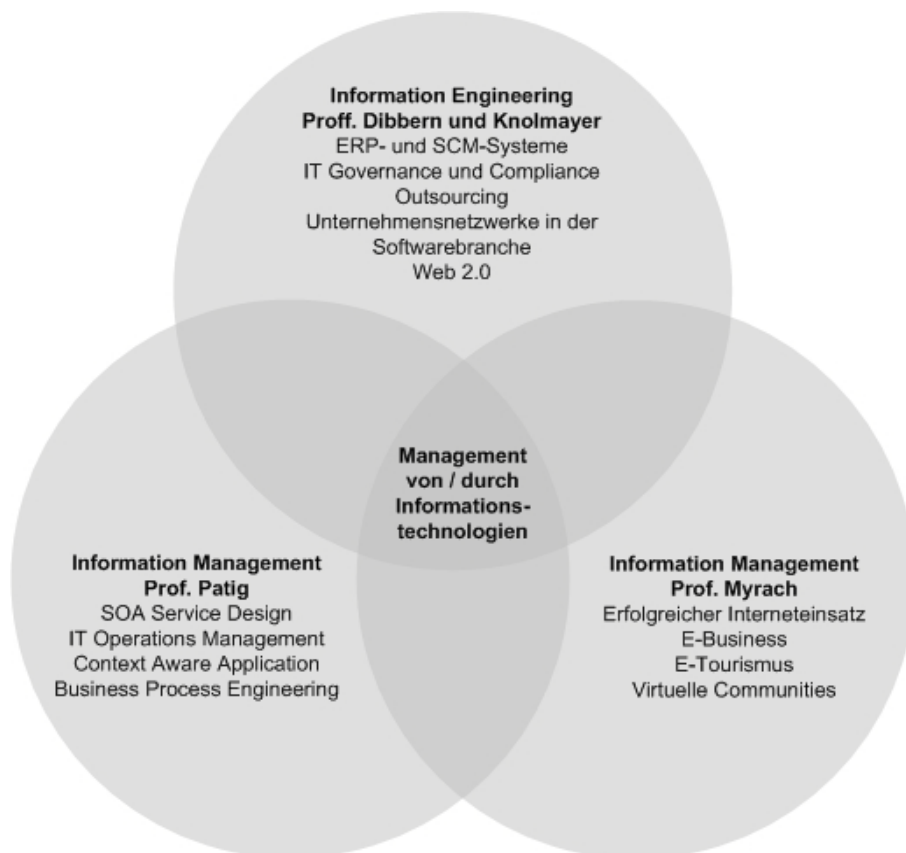 Information Engineering
Proff. Dibbern und Knolmayer
ERP- und SCM-Systeme
IT Governance und Compliance
Outsourcing
Unternehmensnetzwerke in der
Softwarebranche
Web 2.0
Management
von / durch
Informations-
technologien
Information Management
Prof. Patig
SOA Service Design
IT Operations Management
Context Aware Application
Business Process Engineering
Information Management
Prof. Myrach
Erfolgreicher Interneteinsatz
E-Business
E-Tourismus
Virtuelle Communities